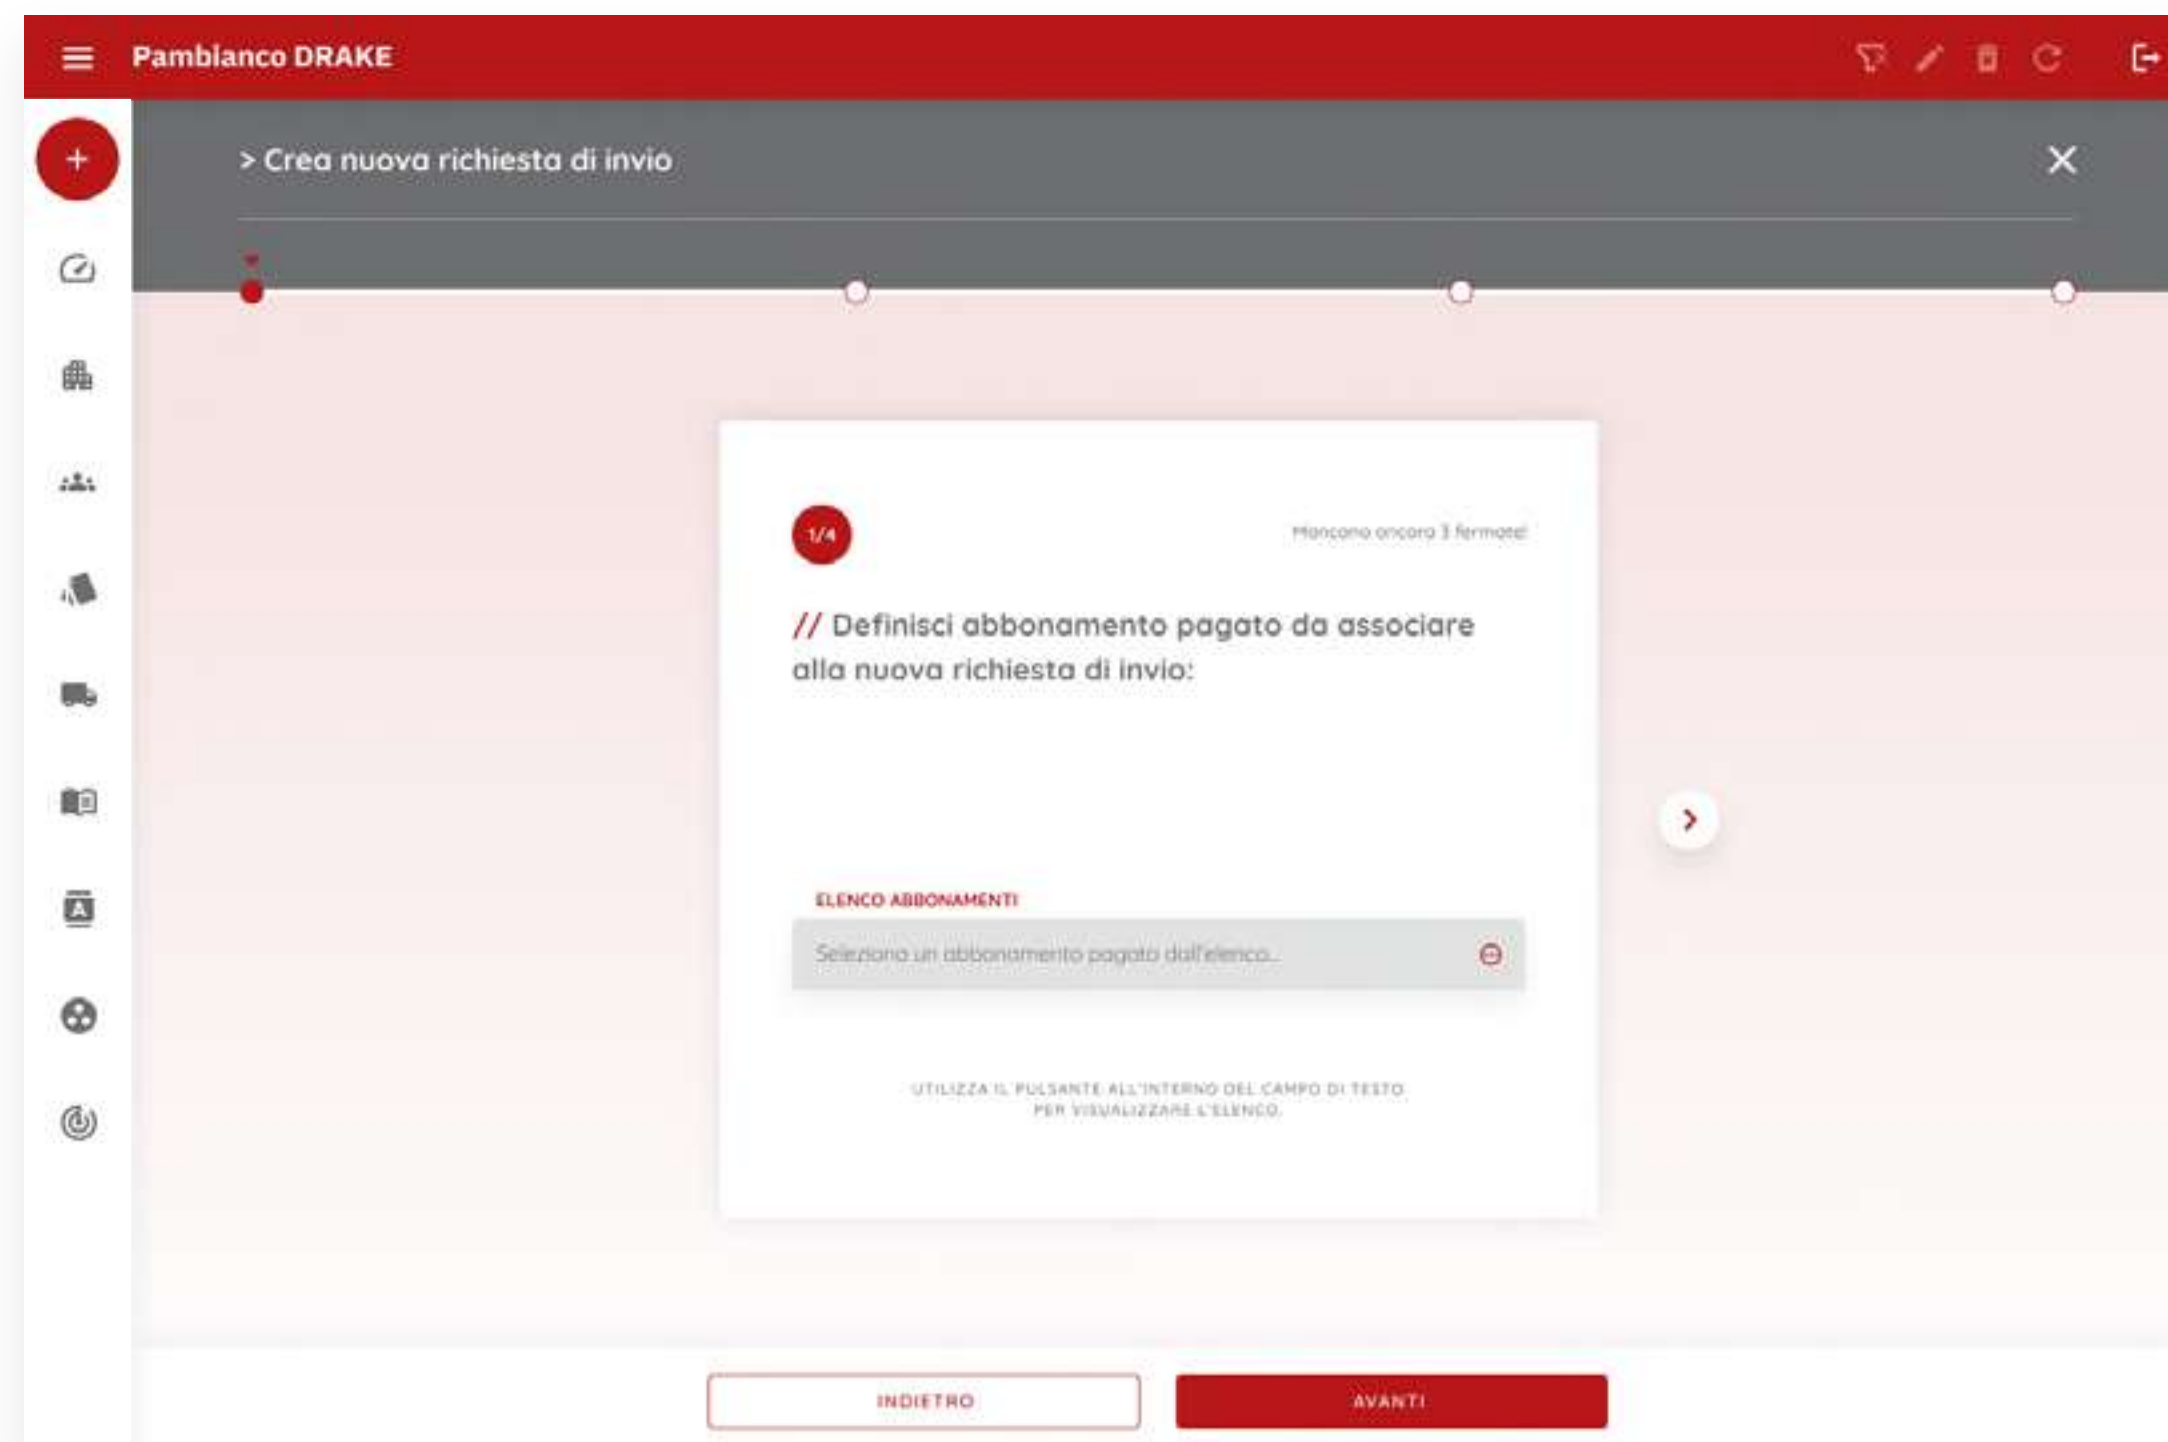 Pambianco DRAKE
> Crea nuova richiesta di invio
1/4
Mancano ancora 3 fermate!
// Definisci abbonamento pagato da associare
alla nuova richiesta di invio:
ELENCO ABBONAMENTI
Seleziona un abbonamento pagato dall'elenco...
UTILIZZA IL PULSANTE ALL'INTERNO DEL CAMPO DI TESTO
PER VISUALIZZARE L'ELENCO.
INDIETRO
AVANTI